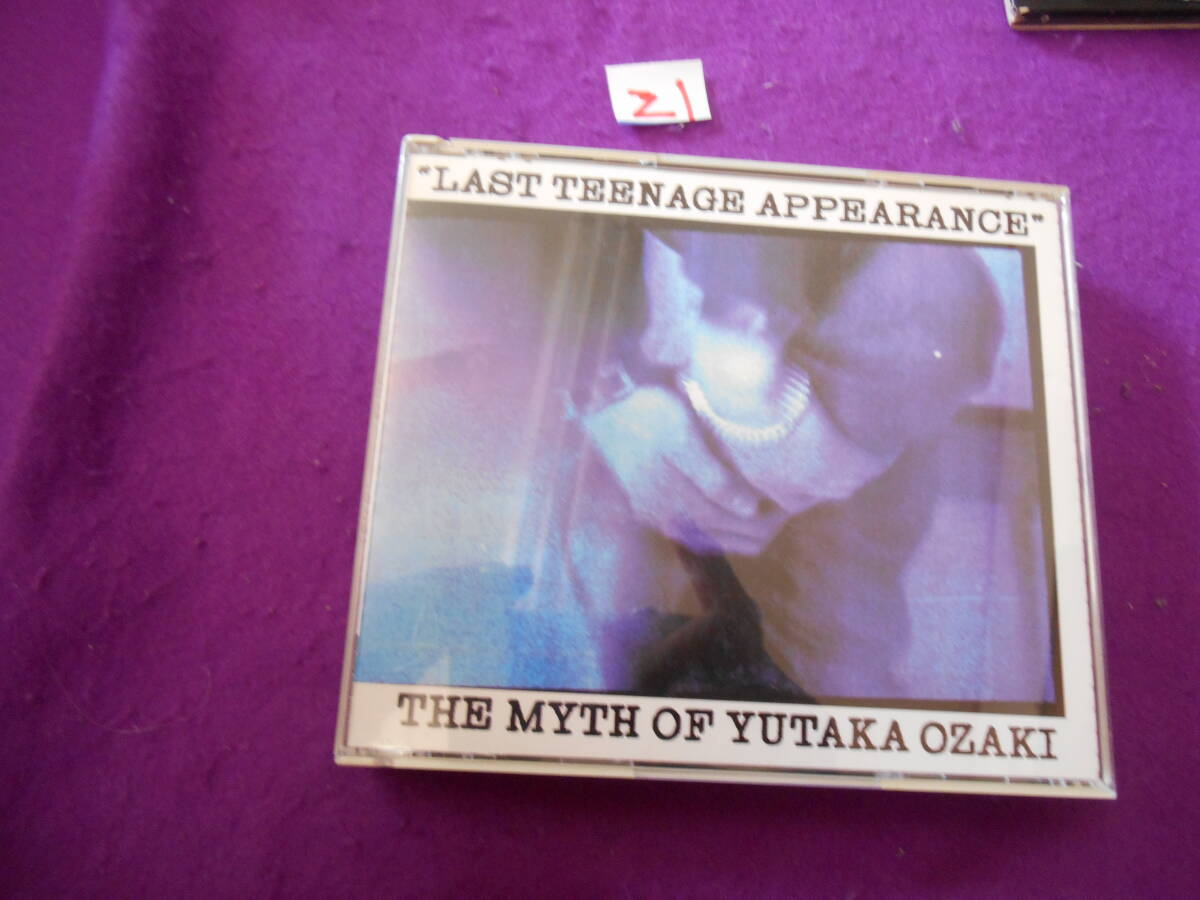 Z1
"LAST TEENAGE APPEARANCE"
THE MYTH OF YUTAKA OZAKI